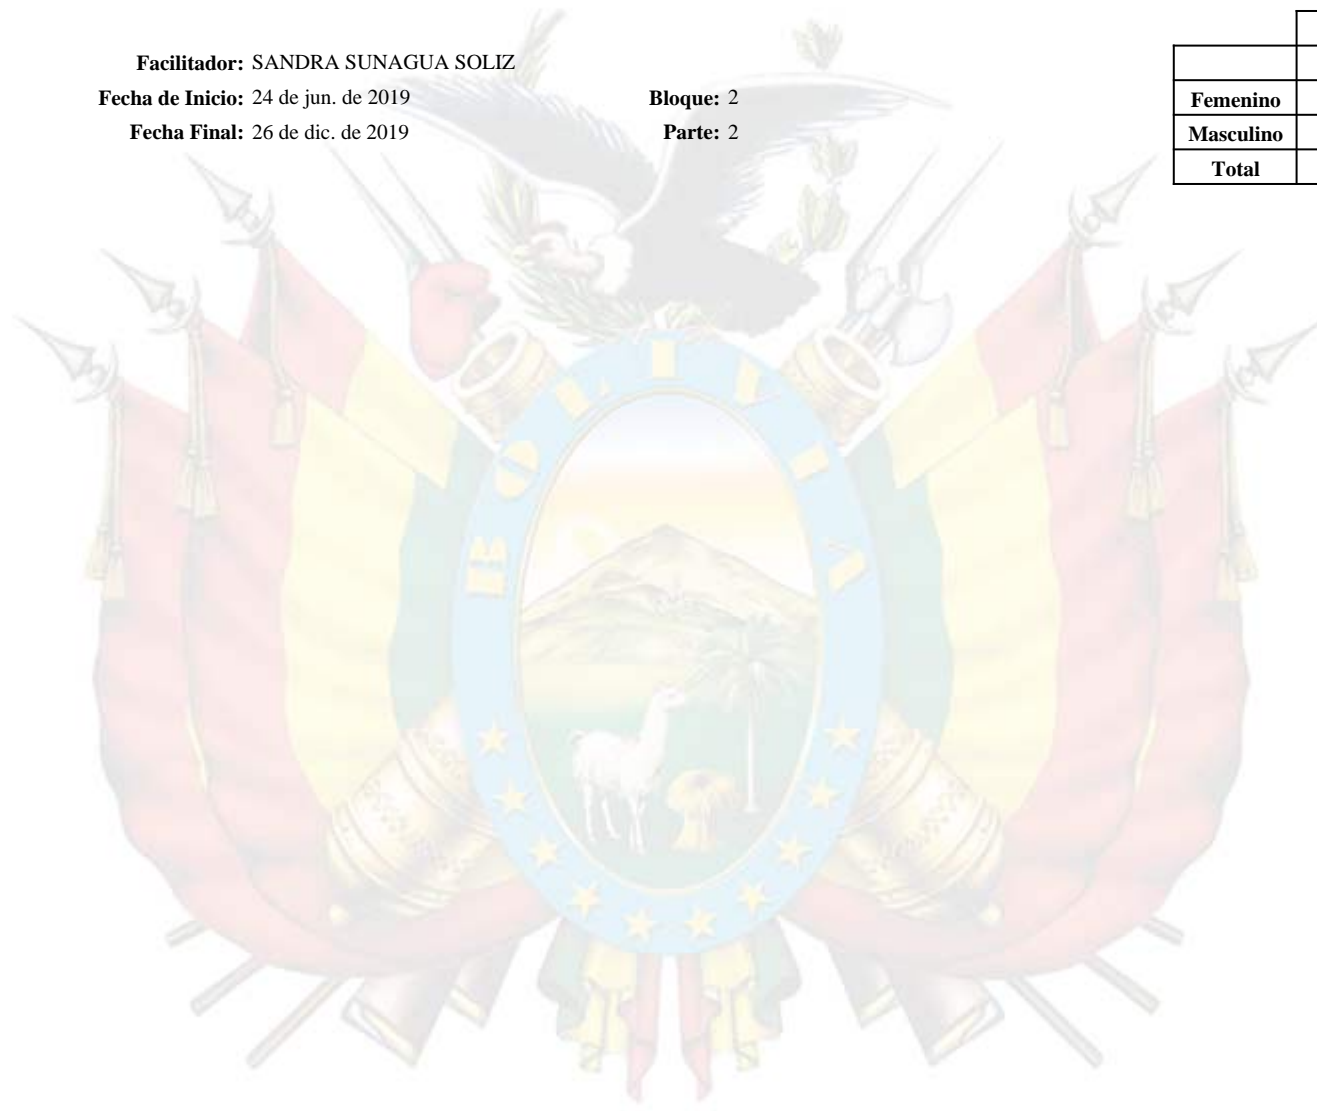 Facilitador: SANDRA SUNAGUA SOLIZ
Fecha de Inicio: 24 de jun. de 2019
Bloque: 2
Fecha Final: 26 de dic. de 2019
Parte: 2
Femenino
Masculino
Total
BOLIVIA